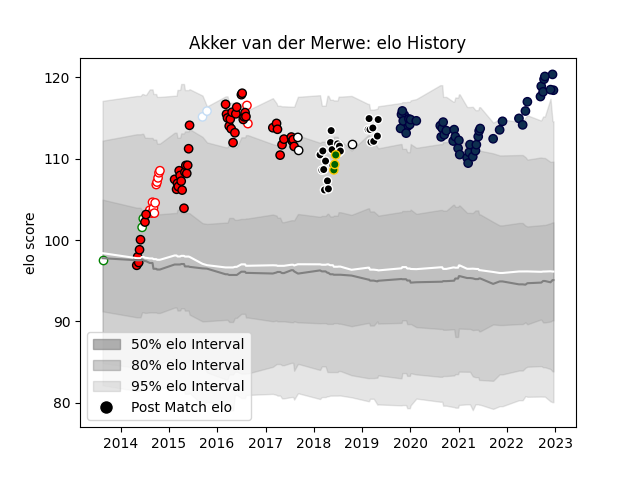 Akker van der Merwe: elo History
elo score
120
110
100
90
80
50% elo Interval
80% elo Interval
95% elo Interval
Post Match elo
2014 2015 2016 2017 2018 2019 2020 2021 2022 2023